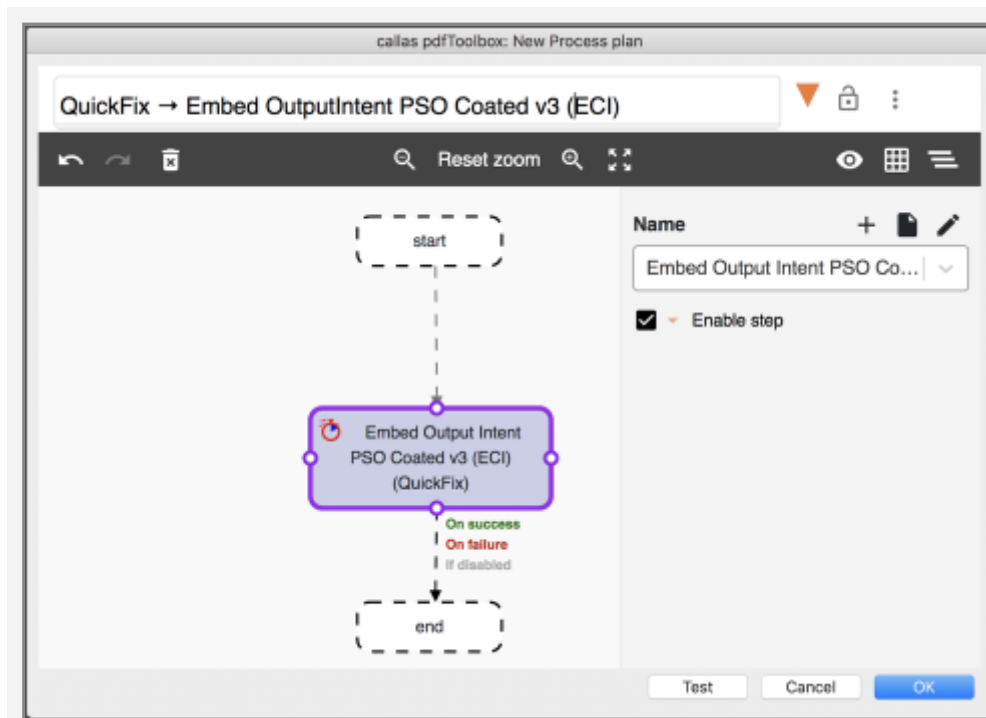 callas pdfToolbox: New Process plan
QuickFix → Embed OutputIntent PSO Coated v3 (ECI)
Reset zoom
start
Name
Embed Output Intent PSO Co...
Enable step
Embed Output Intent
PSO Coated v3 (ECI)
(QuickFix)
On success
On failure
If disabled
end
Test Cancel OK